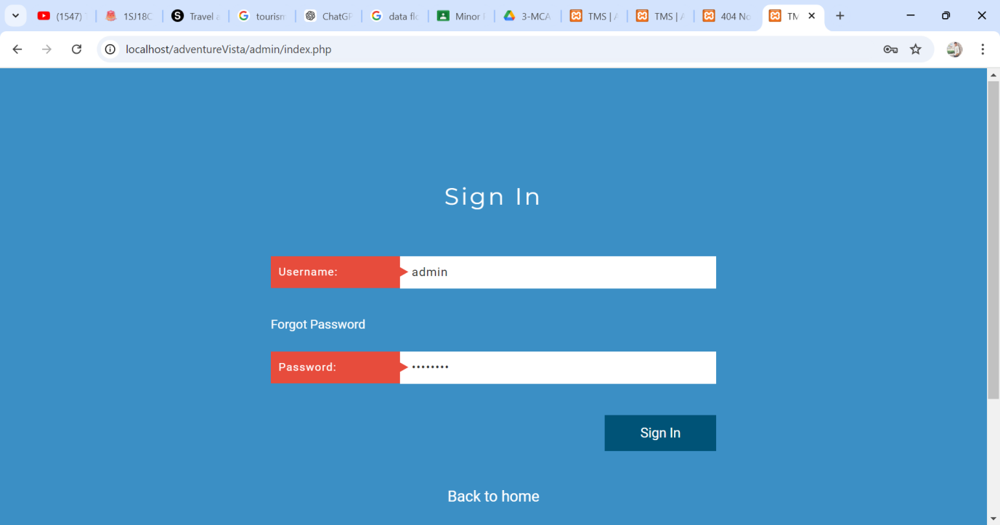 (1547)
1SJ18C
Travel a
tourism
ChatGP
data flo
Minor
3-MCA
TMS | A
TMS | A
404 No
TM
localhost/adventureVista/admin/index.php
Sign In
Username:
admin
Forgot Password
Password:
••••••••
Sign In
Back to home